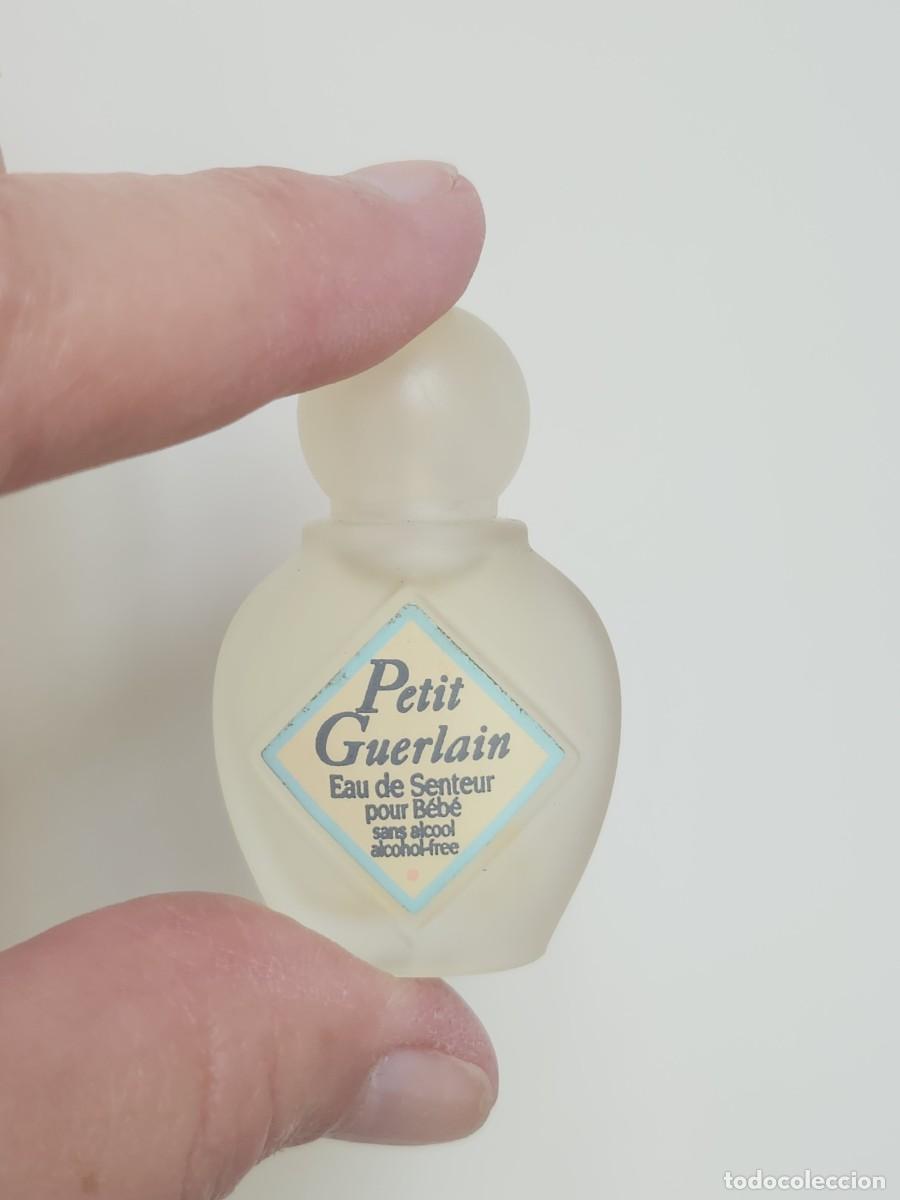 Petit
Guerlain
Eau de Senteur
pour Bébé
sans alcool
alcohol-free
todocoleccion